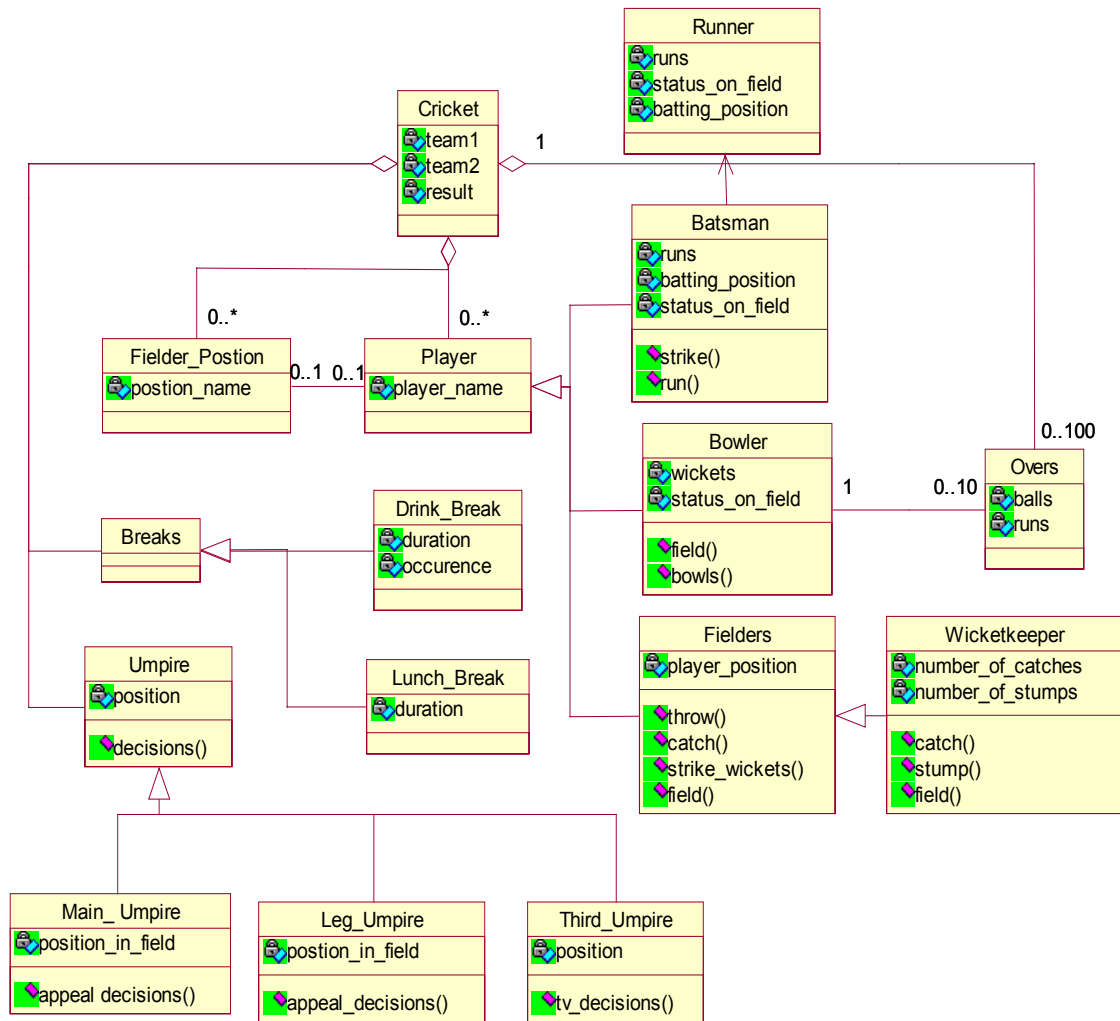 Runner
runs
status_on_field
batting_position
Cricket
team1
team2
result
1
Batsman
runs
batting_position
status_on_field
strike()
run()
0..*
0..*
Fielder_Postion
postion_name
0..1
0..1
Player
player_name
0..100
Bowler
wickets
status_on_field
field()
bowls()
1
0..10
Overs
balls
runs
Breaks
Drink_Break
duration
occurence
Lunch_Break
duration
Fielders
player_position
throw()
catch()
strike_wickets()
field()
Wicketkeeper
number_of_catches
number_of_stumps
catch()
stump()
field()
Umpire
position
decisions()
Main_ Umpire
position_in_field
appeal decisions()
Leg_Umpire
postion_in_field
appeal_decisions()
Third_Umpire
position
tv_decisions()